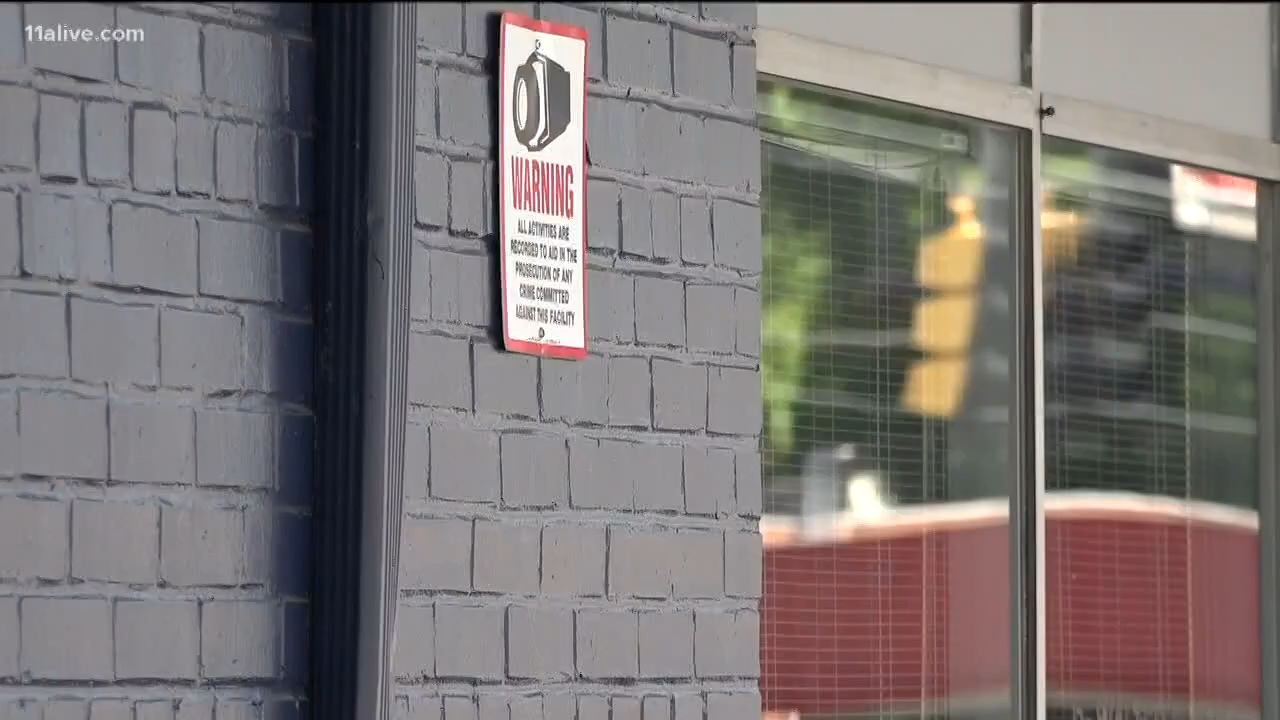 11alive.com
WARNING
ALL ACTIVITIES ARE
RECORDED TO AID IN THE
PROSECUTION OF ANY
CRIME COMMITTED
AGAINST THIS FACILITY